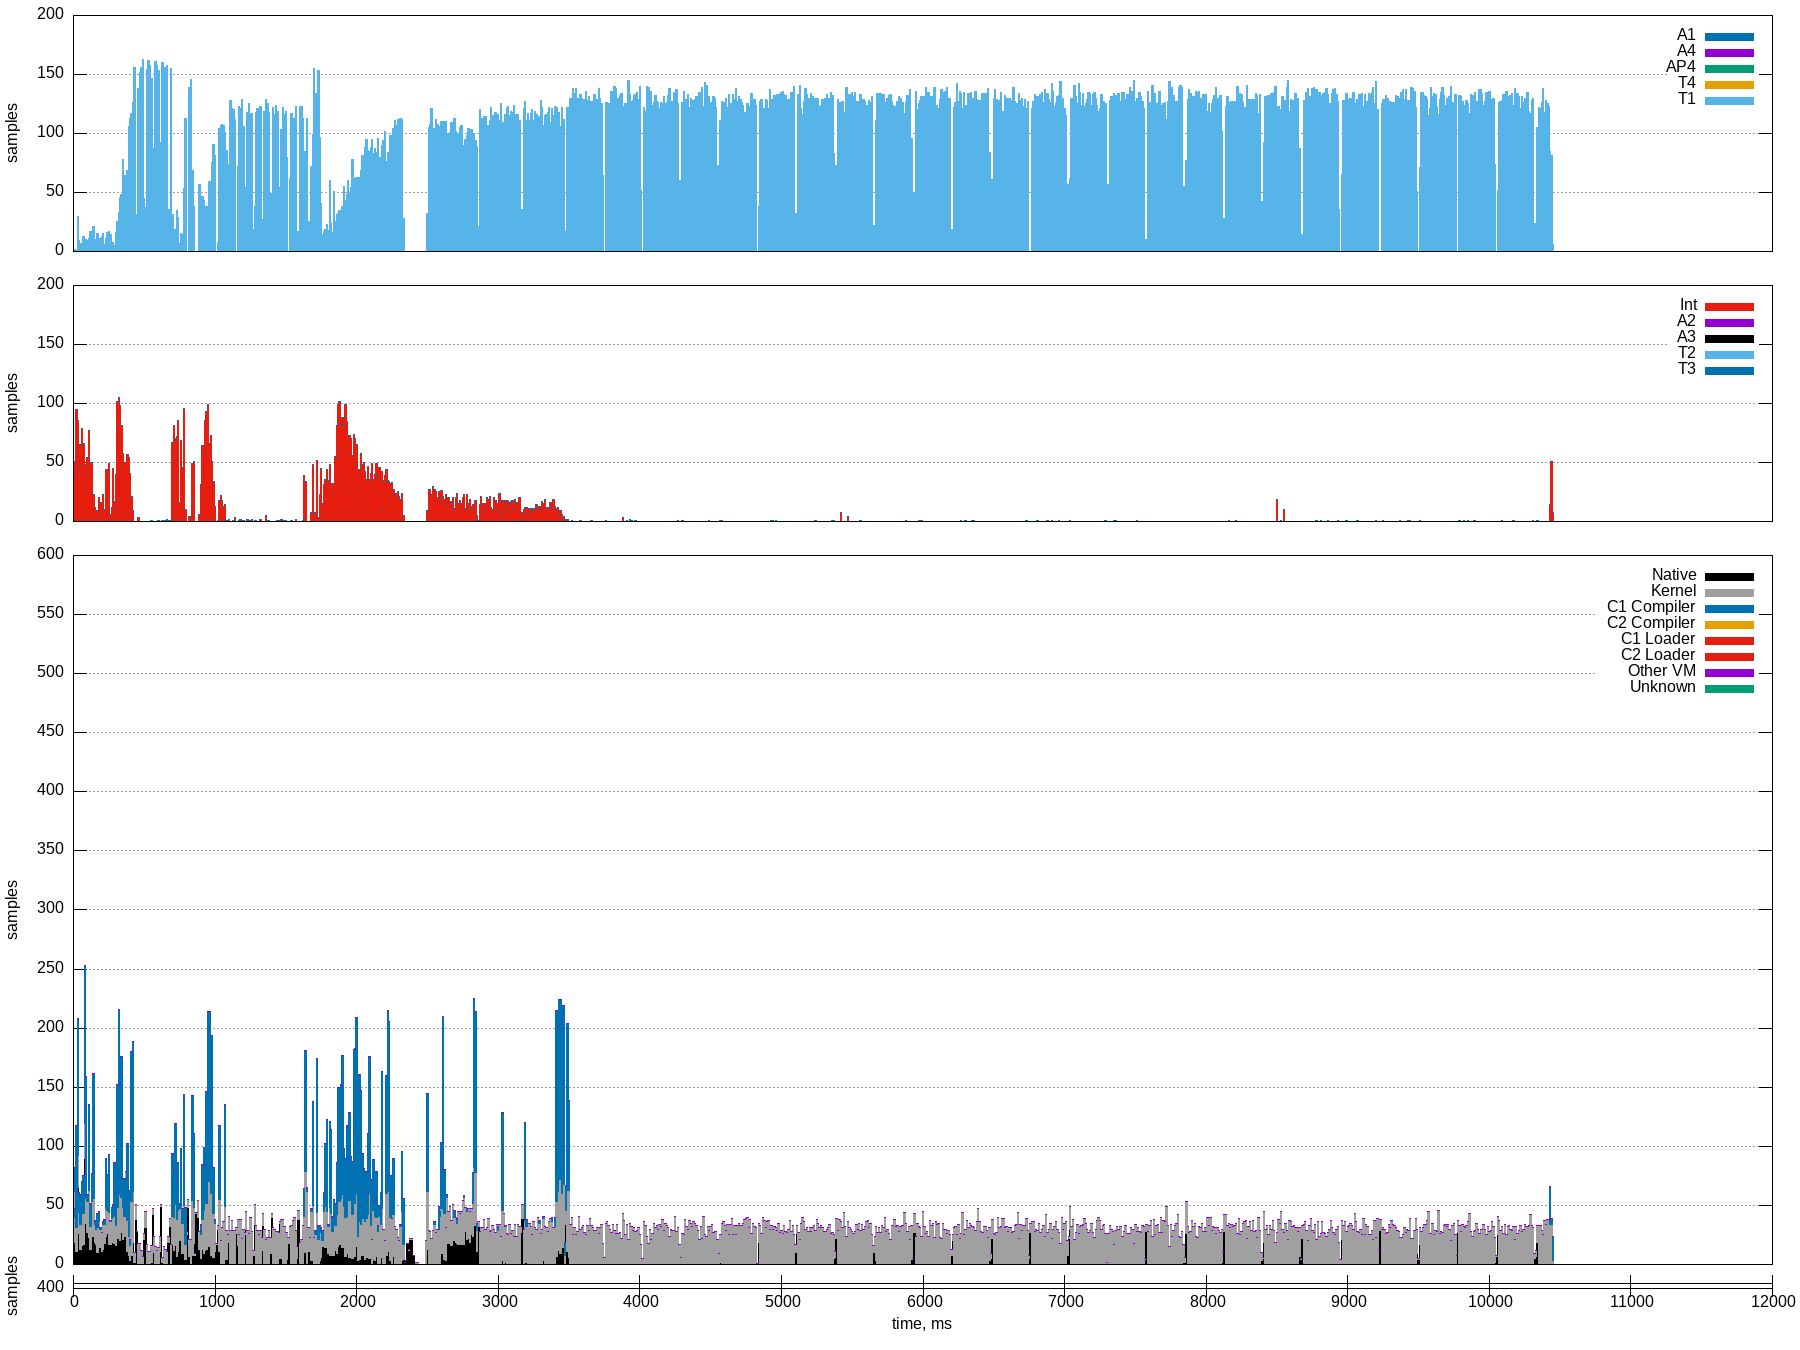 200
150
100
50
0
samples
A1
A4
AP4
T4
T1
200
150
100
50
0
samples
Int
A2
A3
T2
T3
600
550
500
450
400
350
300
250
200
150
100
50
0
samples
Native
Kernel
C1 Compiler
C2 Compiler
C1 Loader
C2 Loader
Other VM
Unknown
400
samples
0 1000 2000 3000 4000 5000 6000 7000 8000 9000 10000 11000 12000
time, ms